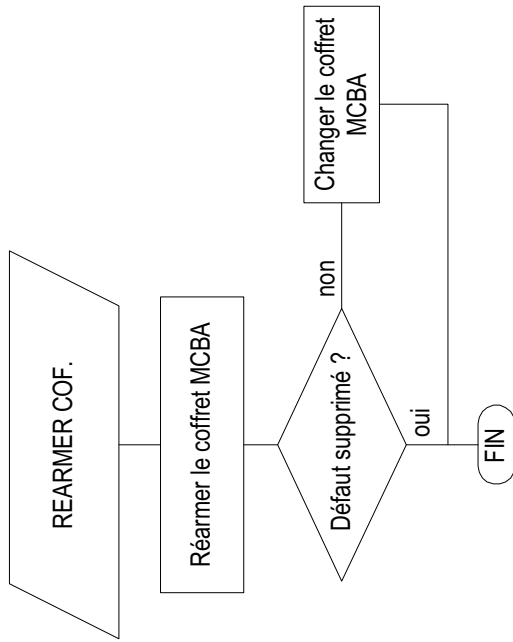 REARMER COF.
Réarmer le coffret MCBA
Défaut supprimé ?
non
Changer le coffret
MCBA
oui
FIN